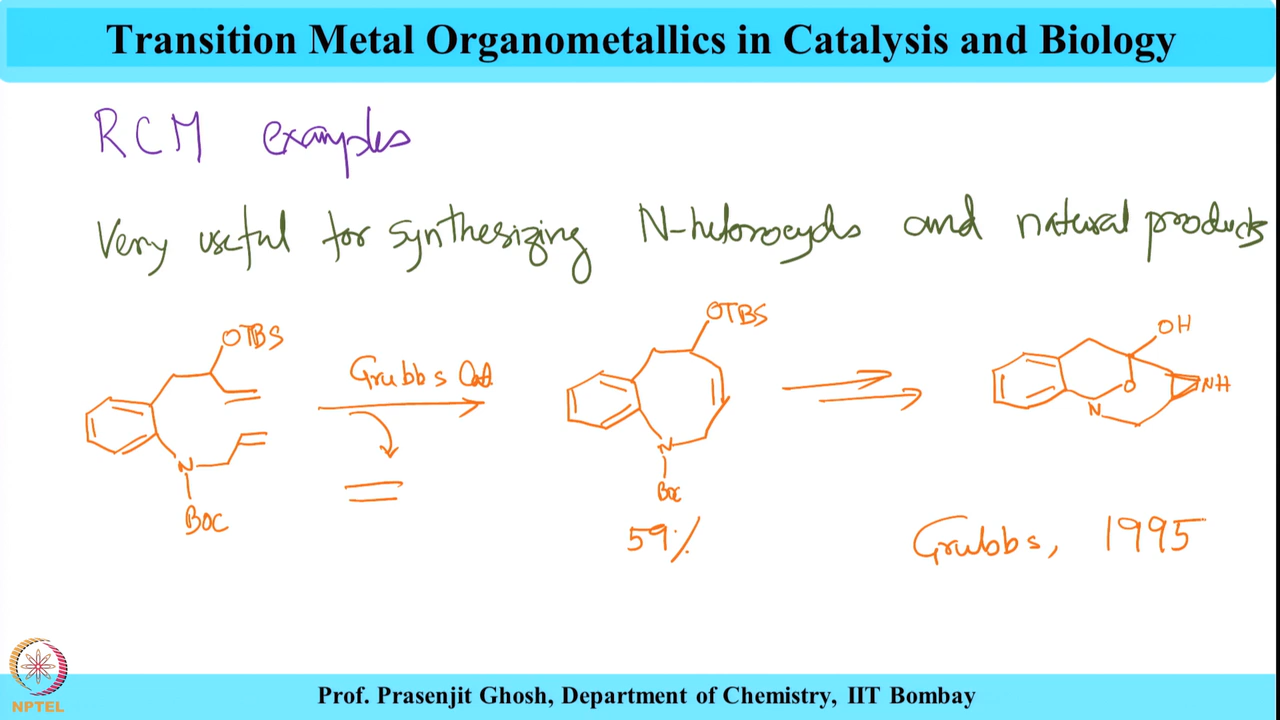 Transition Metal Organometallics in Catalysis and Biology
RCM examples
Very useful for synthesizing N-heterocycles and natural products
OTBS
N
BOC
Grubbs Cat.
OTBS
N
Boc
59%
OH
O
N
NH
Grubbs, 1995
NPTEL
Prof. Prasenjit Ghosh, Department of Chemistry, IIT Bombay